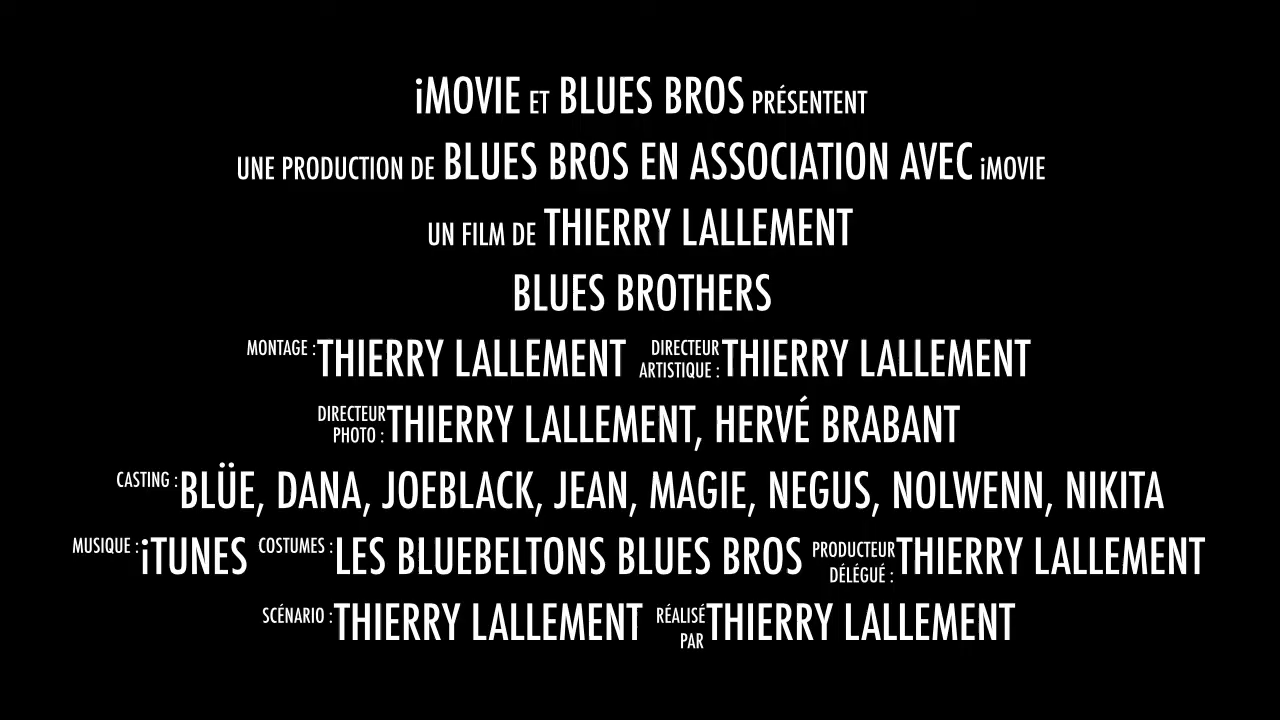 iMOVIE ET BLUES BROS PRÉSENTENT
UNE PRODUCTION DE BLUES BROS EN ASSOCIATION AVEC iMOVIE
UN FILM DE THIERRY LALLEMENT
BLUES BROTHERS
MONTAGE : THIERRY LALLEMENT DIRECTEUR ARTISTIQUE : THIERRY LALLEMENT
DIRECTEUR PHOTO : THIERRY LALLEMENT, HERVÉ BRABANT
CASTING : BLÜE, DANA, JOEBLACK, JEAN, MAGIE, NEGUS, NOLWENN, NIKITA
MUSIQUE : iTUNES COSTUMES : LES BLUEBELTONS BLUES BROS PRODUCTEUR DÉLÉGUÉ : THIERRY LALLEMENT
SCÉNARIO : THIERRY LALLEMENT RÉALISÉ PAR THIERRY LALLEMENT